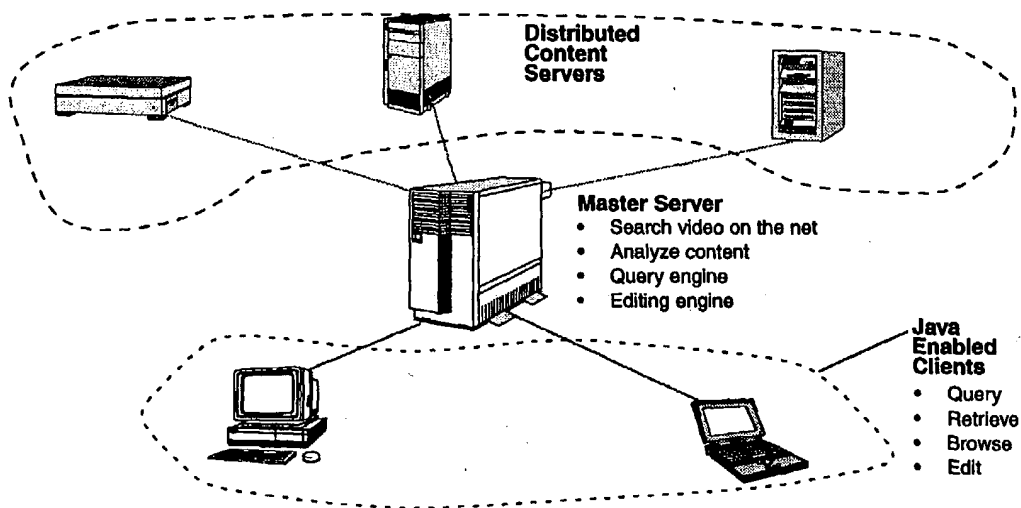 Distributed
Content
Servers
Master Server
• Search video on the net
• Analyze content
• Query engine
• Editing engine
Java
Enabled
Clients
• Query
• Retrieve
• Browse
• Edit